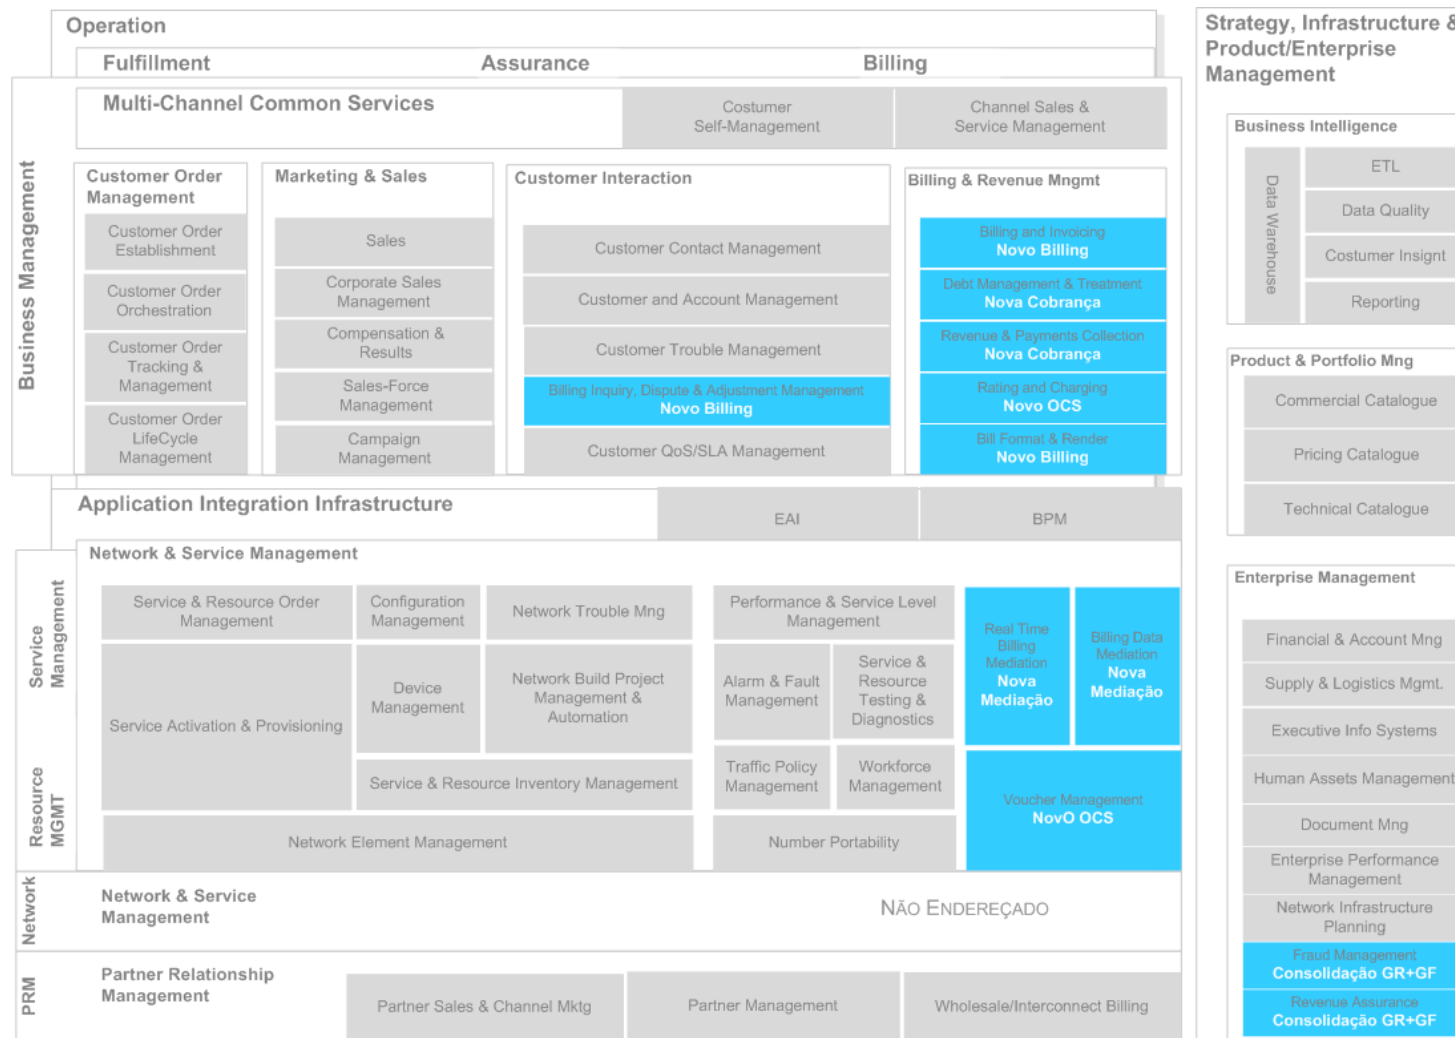 Operation
Fulfillment
Assurance
Billing
Business Management
Multi-Channel Common Services
Costumer
Self-Management
Channel Sales &
Service Management
Customer Order
Management
Customer Order
Establishment
Customer Order
Orchestration
Customer Order
Tracking &
Management
Customer Order
LifeCycle
Management
Marketing & Sales
Sales
Corporate Sales
Management
Compensation &
Results
Sales-Force
Management
Campaign
Management
Customer Interaction
Customer Contact Management
Customer and Account Management
Customer Trouble Management
Billing Inquiry, Dispute & Adjustment Management
Novo Billing
Customer QoS/SLA Management
Billing & Revenue Mngmt
Billing and Invoicing
Novo Billing
Debt Management & Treatment
Nova Cobrança
Revenue & Payments Collection
Nova Cobrança
Rating and Charging
Novo OCS
Bill Format & Render
Novo Billing
Application Integration Infrastructure
EAI
BPM
Service
Management
Resource
MGMT
Network & Service Management
Service & Resource Order
Management
Configuration
Management
Network Trouble Mng
Service Activation & Provisioning
Device
Management
Network Build Project
Management &
Automation
Service & Resource Inventory Management
Network Element Management
Performance & Service Level
Management
Alarm & Fault
Management
Service &
Resource
Testing &
Diagnostics
Traffic Policy
Management
Workforce
Management
Number Portability
Real Time
Billing
Mediation
Nova
Mediação
Billing Data
Mediation
Nova
Mediação
Voucher Management
NovO OCS
Network
Network & Service
Management
NÃO ENDEREÇADO
PRM
Partner Relationship
Management
Partner Sales & Channel Mktg
Partner Management
Wholesale/Interconnect Billing
Strategy, Infrastructure &
Product/Enterprise
Management
Business Intelligence
Data Warehouse
ETL
Data Quality
Costumer Insignt
Reporting
Product & Portfolio Mng
Commercial Catalogue
Pricing Catalogue
Technical Catalogue
Enterprise Management
Financial & Account Mng
Supply & Logistics Mgmt.
Executive Info Systems
Human Assets Management
Document Mng
Enterprise Performance
Management
Network Infrastructure
Planning
Fraud Management
Consolidação GR+GF
Revenue Assurance
Consolidação GR+GF